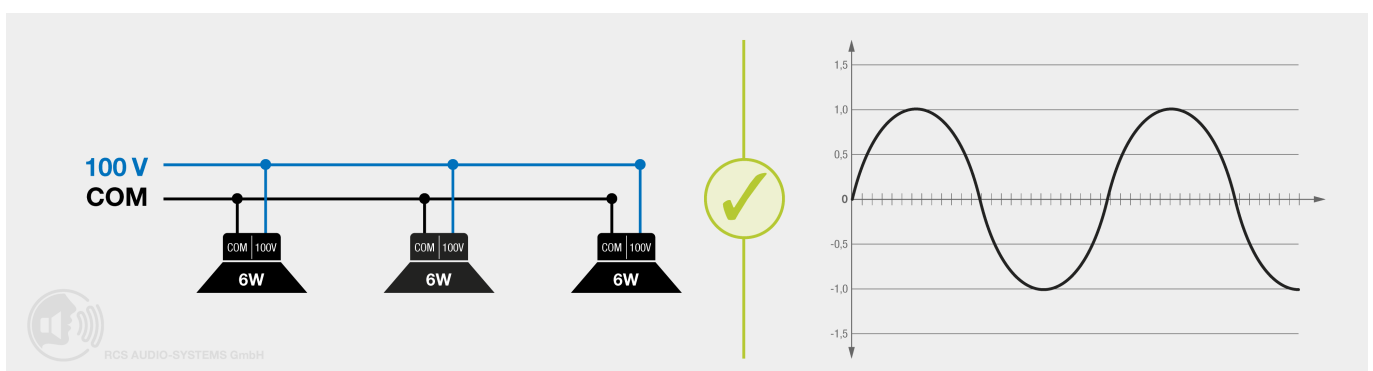 100 V
COM
COM 100V
6W
COM 100V
6W
COM 100V
6W
RCS AUDIO-SYSTEMS GmbH
1,5
1,0
0,5
0
-0,5
-1,0
-1,5